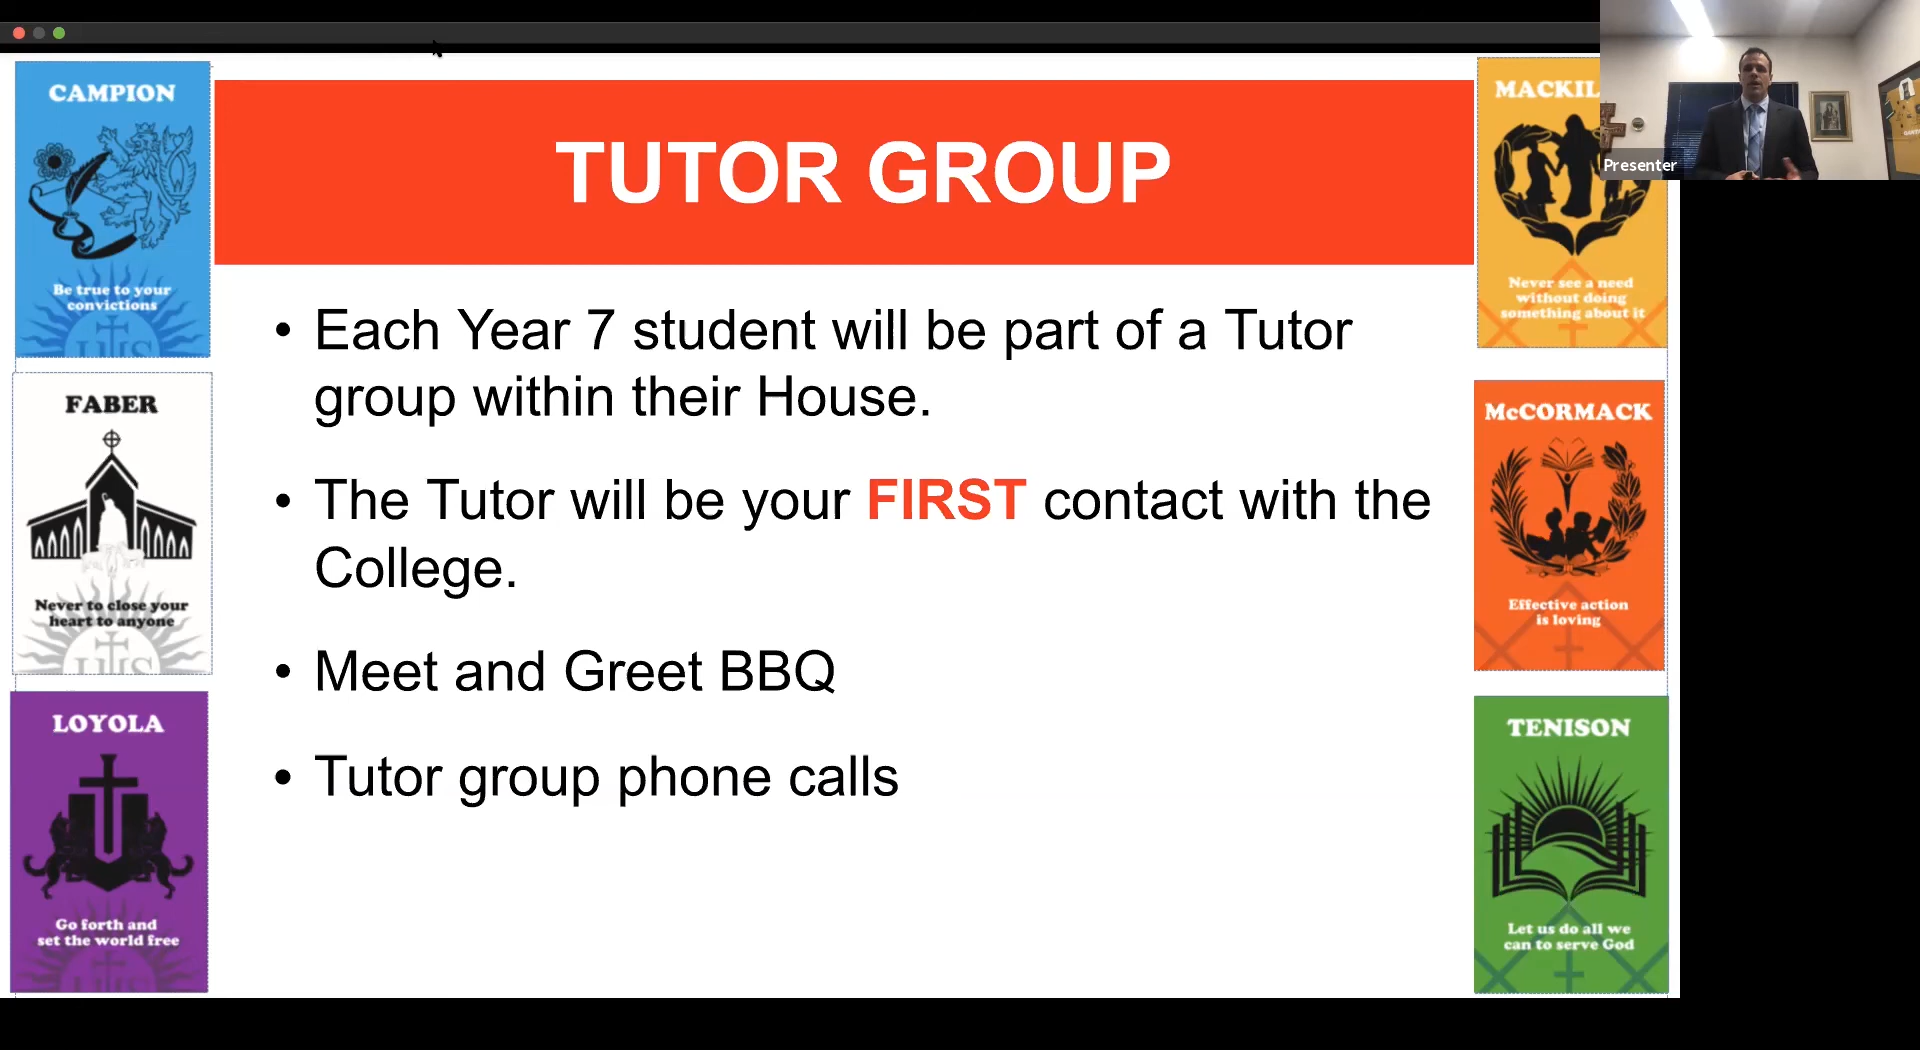 TUTOR GROUP
• Each Year 7 student will be part of a Tutor
group within their House.
• The Tutor will be your FIRST contact with the
College.
• Meet and Greet BBQ
• Tutor group phone calls
CAMPION
Be true to your
convictions
IHS
FABER
Never to close your
heart to anyone
IHS
LOYOLA
Go forth and
set the world free
IHS
MACKIL
Never see a need
without doing
something about it
McCORMACK
Effective action
is loving
TENISON
Let us do all we
can to serve God
Presenter